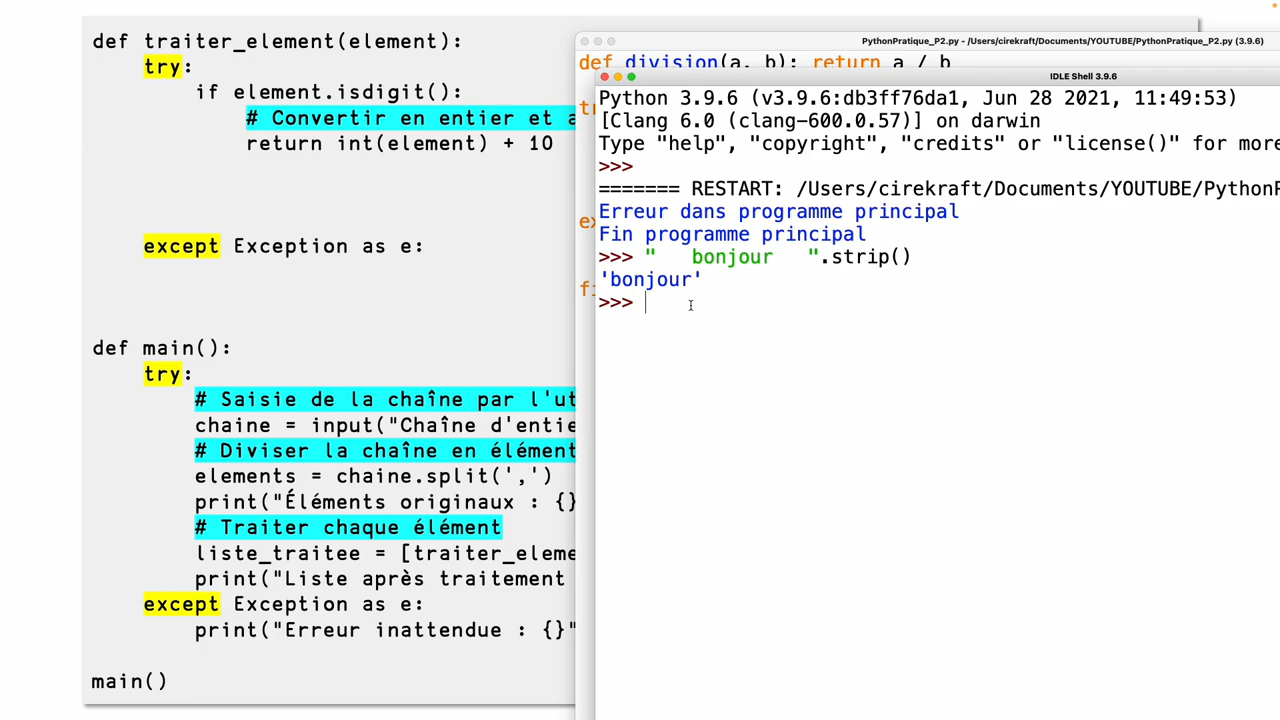 def traiter_element(element):
try:
if element.isdigit():
# Convertir en entier et a
return int(element) + 10
except Exception as e:
def main():
try:
# Saisie de la chaîne par l'ut
chaine = input("Chaîne d'entie
# Diviser la chaîne en élément
elements = chaine.split(',')
print("Éléments originaux : {}
# Traiter chaque élément
liste_traitee = [traiter_eleme
print("Liste après traitement
except Exception as e:
print("Erreur inattendue : {}"
main()
PythonPratique_P2.py - /Users/cirekraft/Documents/YOUTUBE/PythonPratique_P2.py (3.9.6)
def division(a, b): return a / b
tr
ex
fi
IDLE Shell 3.9.6
Python 3.9.6 (v3.9.6:db3ff76da1, Jun 28 2021, 11:49:53)
[Clang 6.0 (clang-600.0.57)] on darwin
Type "help", "copyright", "credits" or "license()" for more
>>>
======= RESTART: /Users/cirekraft/Documents/YOUTUBE/PythonP
Erreur dans programme principal
Fin programme principal
>>> "   bonjour   ".strip()
'bonjour'
>>>